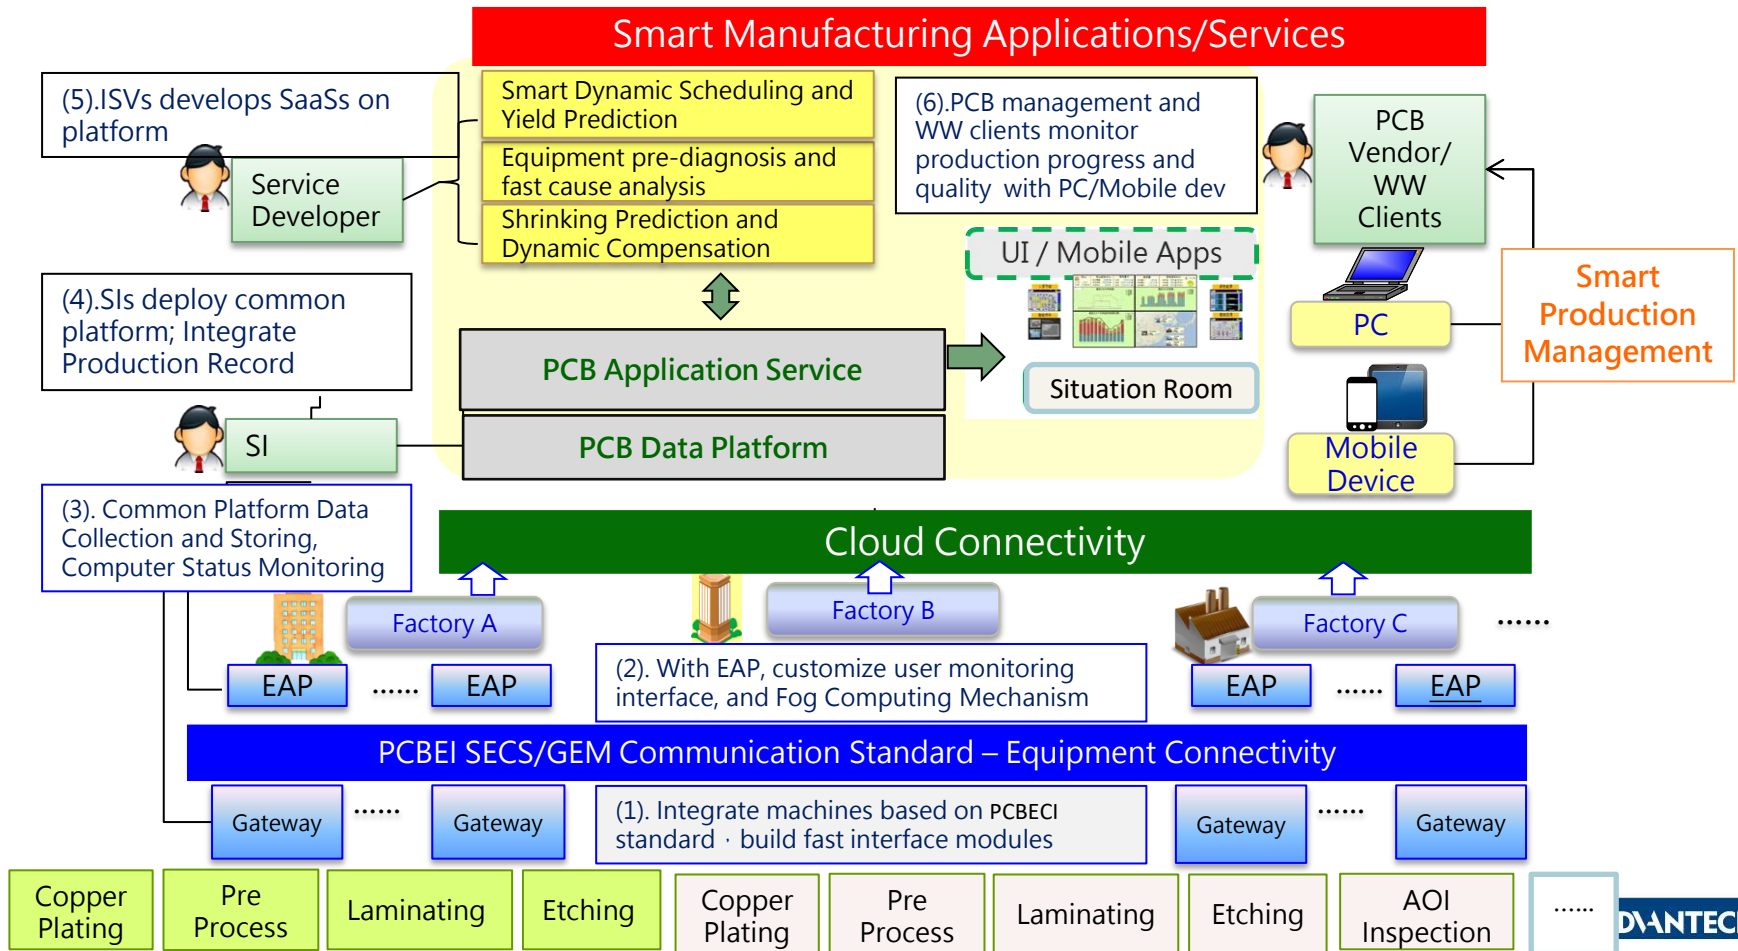 Smart Manufacturing Applications/Services
(5).ISVs develops SaaSs on
platform
Service
Developer
Smart Dynamic Scheduling and
Yield Prediction
Equipment pre-diagnosis and
fast cause analysis
Shrinking Prediction and
Dynamic Compensation
(6).PCB management and
WW clients monitor
production progress and
quality with PC/Mobile dev
PCB
Vendor/
WW
Clients
UI / Mobile Apps
Situation Room
PC
Mobile
Device
Smart
Production
Management
(4).SIs deploy common
platform; Integrate
Production Record
SI
PCB Application Service
PCB Data Platform
(3). Common Platform Data
Collection and Storing,
Computer Status Monitoring
Cloud Connectivity
Factory A
Factory B
Factory C
......
EAP
......
EAP
(2). With EAP, customize user monitoring
interface, and Fog Computing Mechanism
EAP
......
EAP
PCBEI SECS/GEM Communication Standard – Equipment Connectivity
Gateway
......
Gateway
(1). Integrate machines based on PCBECI
standard · build fast interface modules
Gateway
......
Gateway
Copper
Plating
Pre
Process
Laminating
Etching
Copper
Plating
Pre
Process
Laminating
Etching
AOI
Inspection
......
DVANTEC